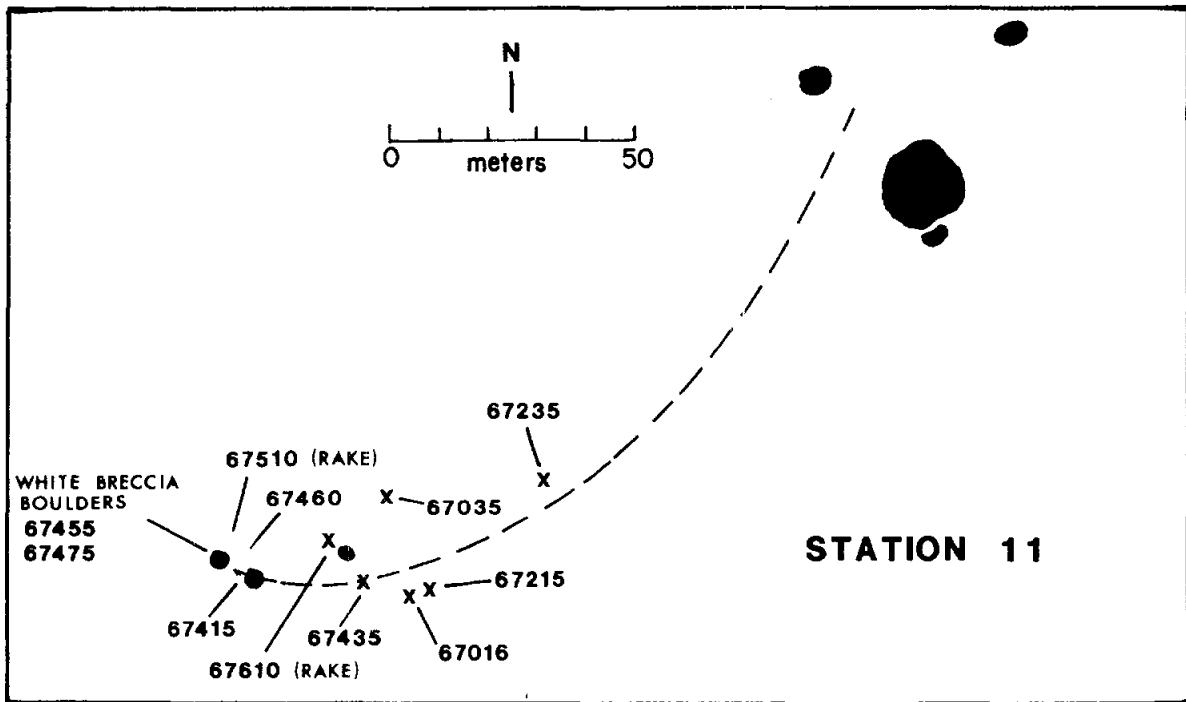 N
0 meters 50
67235
67510 (RAKE)
WHITE BRECCIA
BOULDERS
67455
67475
67460
67035
STATION 11
67215
67415
67435
67016
67610 (RAKE)